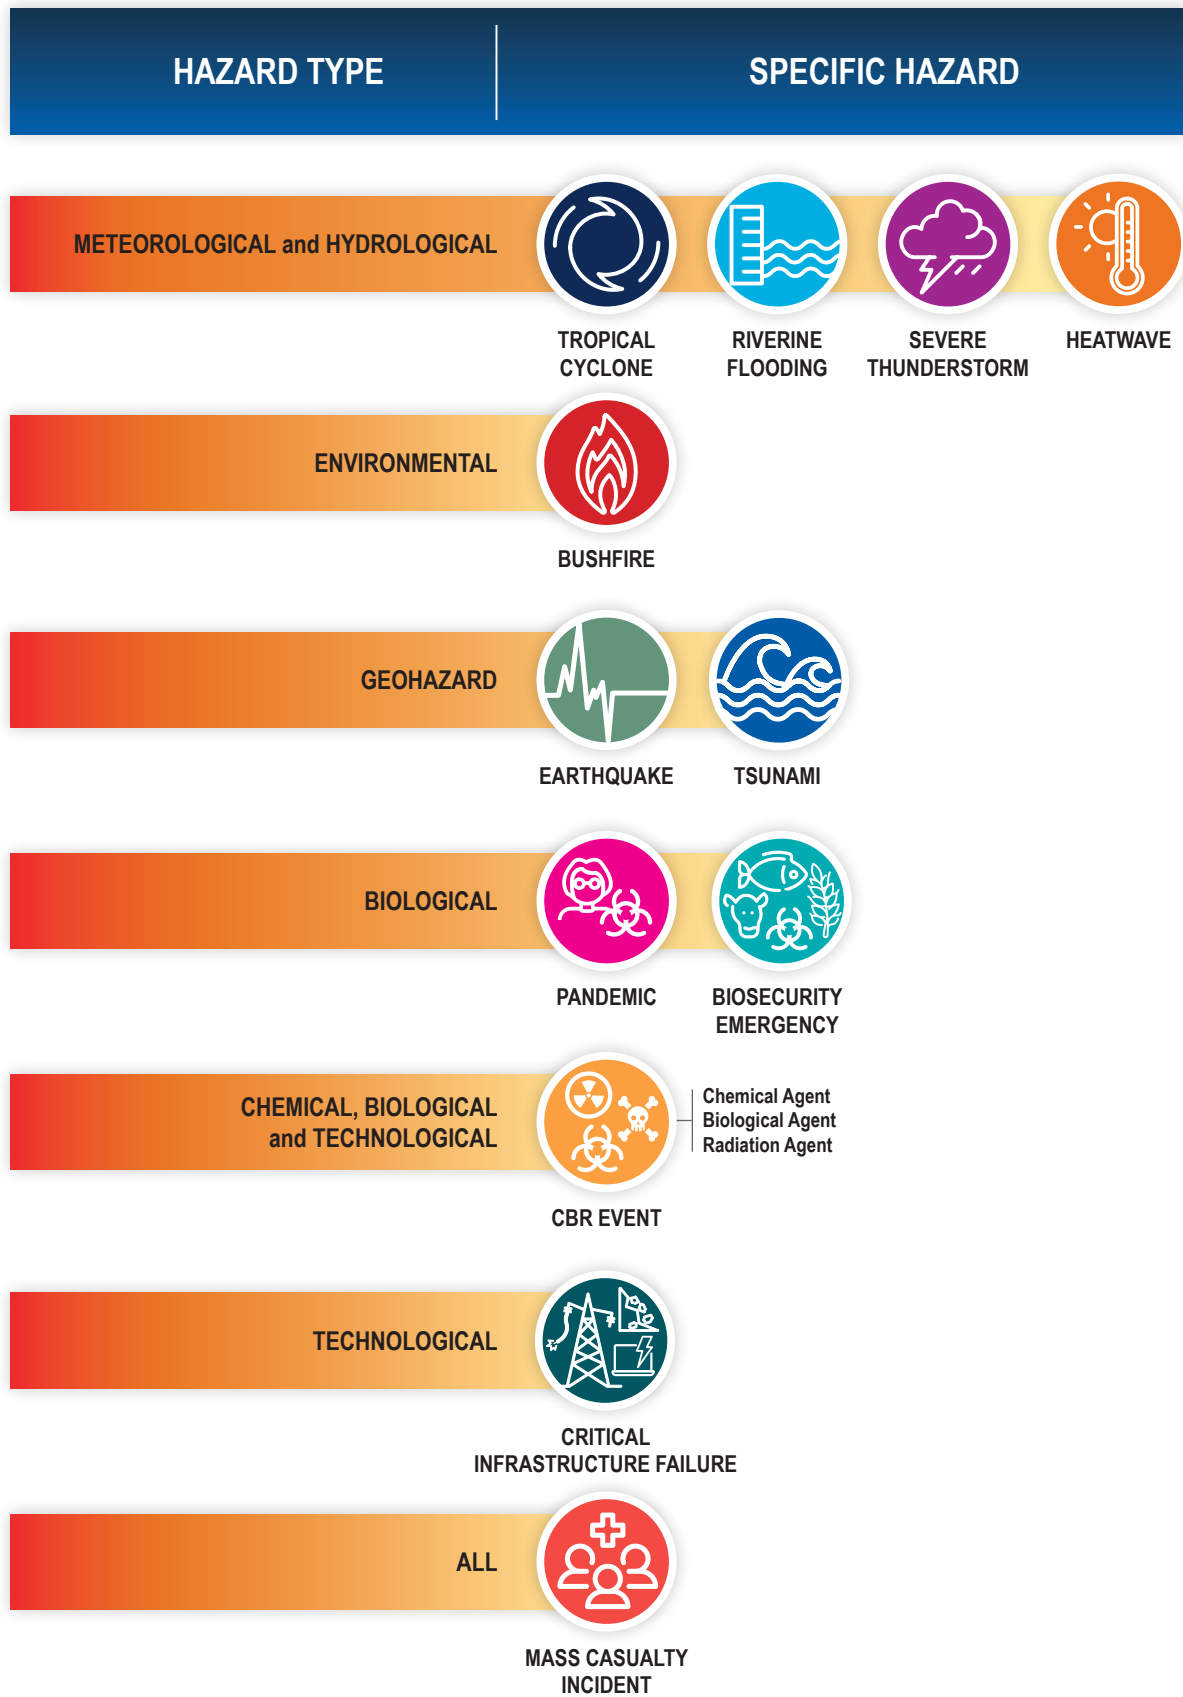 HAZARD TYPE
SPECIFIC HAZARD
METEOROLOGICAL and HYDROLOGICAL
TROPICAL
CYCLONE
RIVERINE
FLOODING
SEVERE
THUNDERSTORM
HEATWAVE
ENVIRONMENTAL
BUSHFIRE
GEOHAZARD
EARTHQUAKE
TSUNAMI
BIOLOGICAL
PANDEMIC
BIOSECURITY
EMERGENCY
CHEMICAL, BIOLOGICAL
and TECHNOLOGICAL
Chemical Agent
Biological Agent
Radiation Agent
CBR EVENT
TECHNOLOGICAL
CRITICAL
INFRASTRUCTURE FAILURE
ALL
MASS CASUALTY
INCIDENT